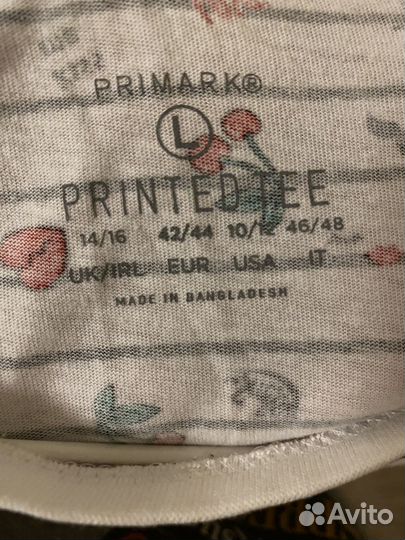 PRIMARK®
L
PRINTED TEE
14/16 42/44 10/12 46/48
UK/IRL EUR USA IT
MADE IN BANGLADESH
Avito